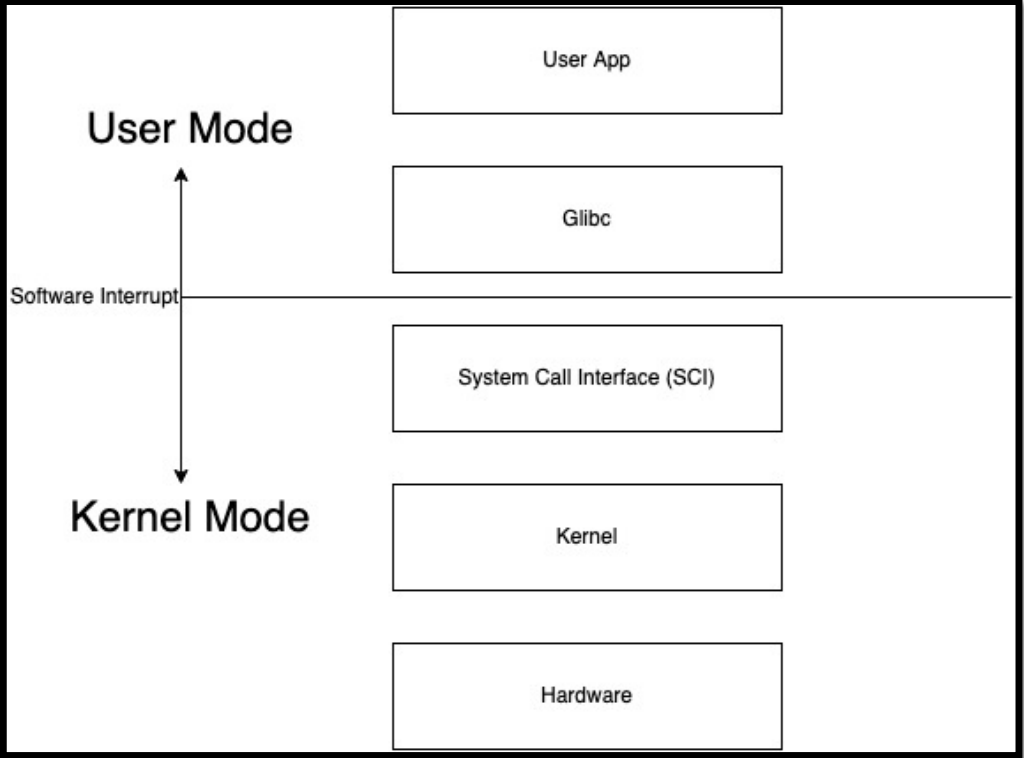 User App
User Mode
Glibc
Software Interrupt
System Call Interface (SCI)
Kernel Mode
Kernel
Hardware